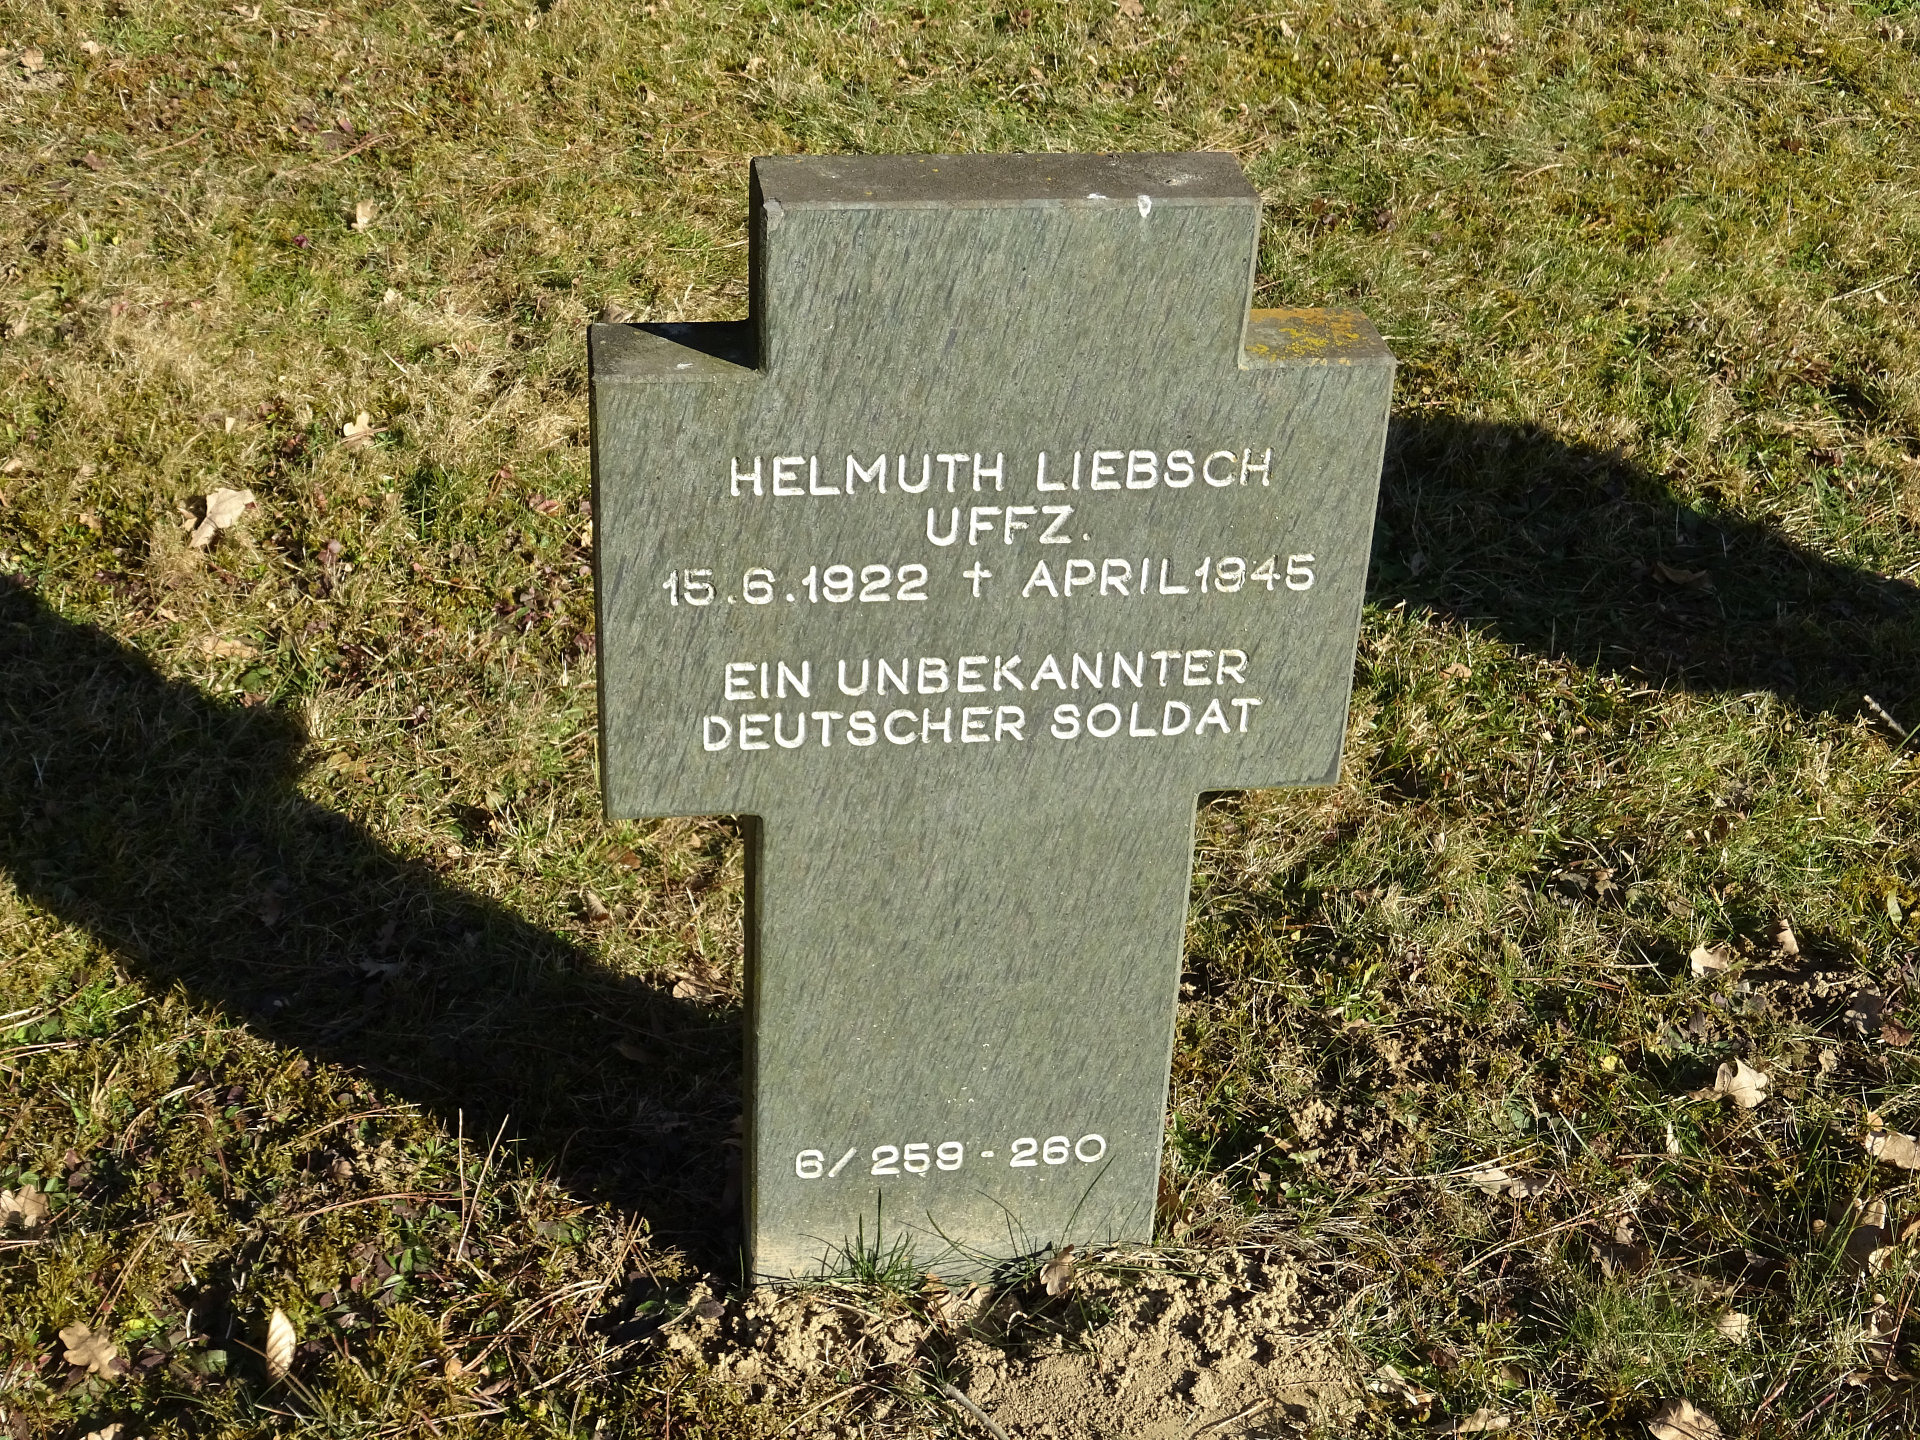 HELMUTH LIEBSCH
UFFZ.
15.6.1922 † APRIL 1945
EIN UNBEKANNTER
DEUTSCHER SOLDAT
6/259-260